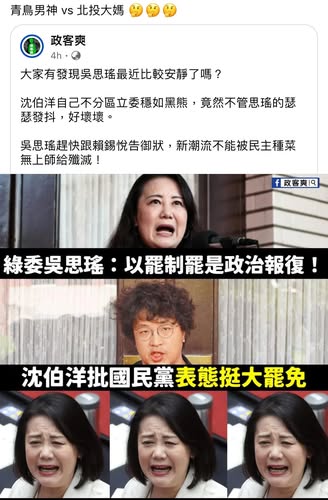 青鳥男神 vs 北投大媽 🤔🤔🤔
政客爽
4h ·
大家有發現吳思瑤最近比較安靜了嗎？
沈伯洋自己不分區立委穩如黑熊，竟然不管思瑤的瑟
瑟發抖，好壞壞。
吳思瑤趕快跟賴錫悅告御狀，新潮流不能被民主種菜
無上師給殲滅！
政客爽
綠委吳思瑤：以罷制罷是政治報復！
沈伯洋批國民黨表態挺大罷免